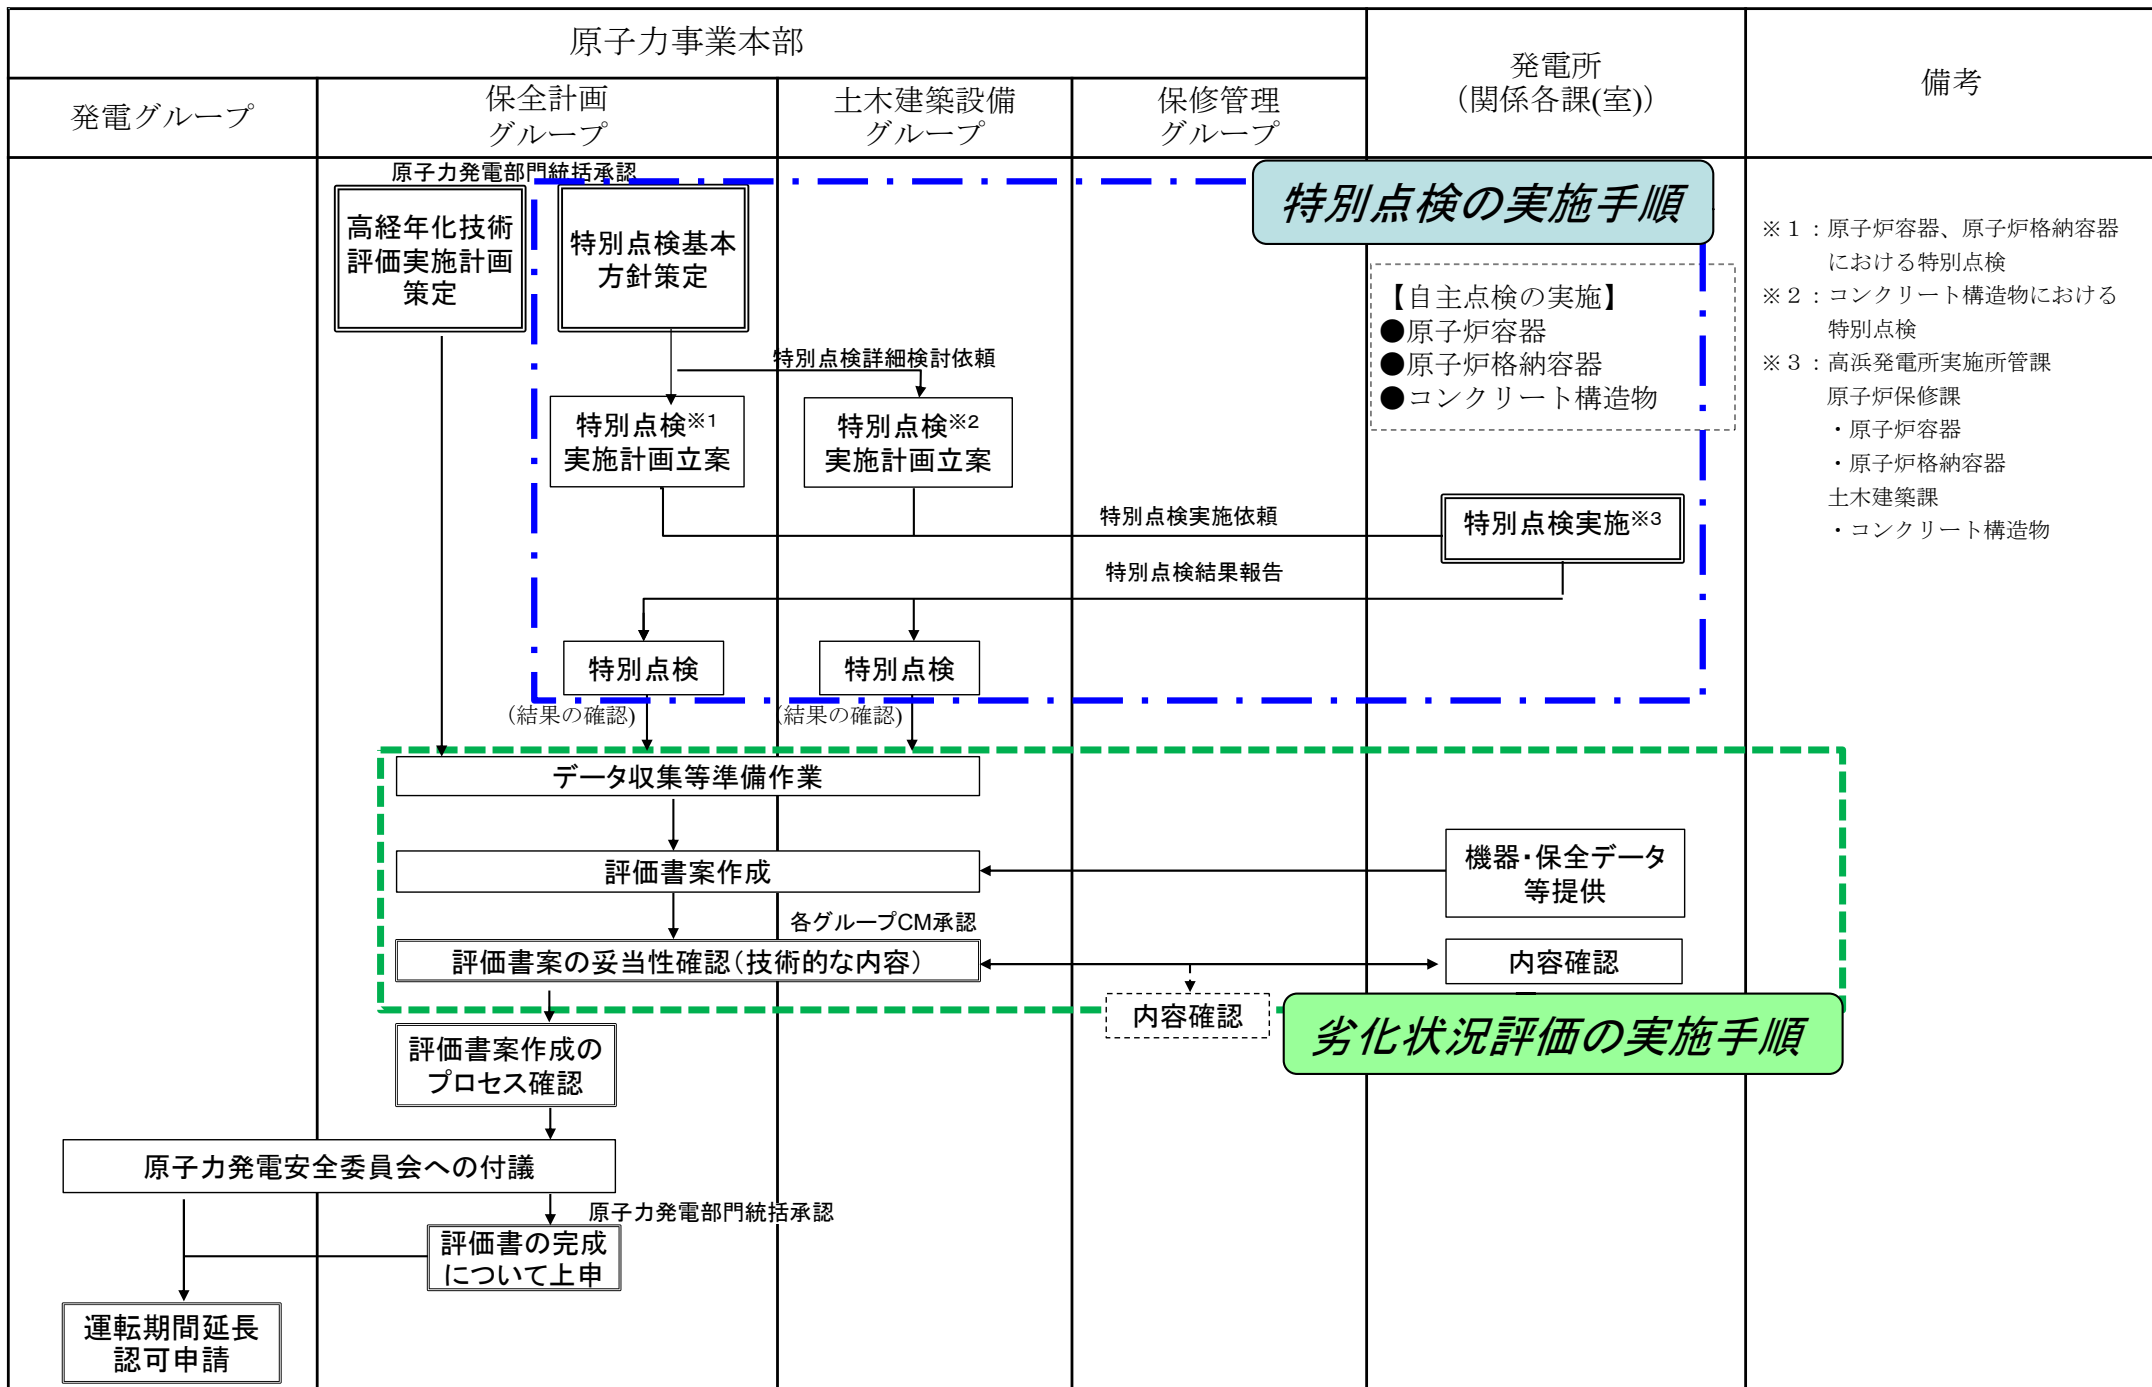 原子力事業本部
発電所
（関係各課(室)）
備考
発電グループ
保全計画
グループ
土木建築設備
グループ
保修管理
グループ
原子力発電部門統括承認
特別点検の実施手順
高経年化技術
評価実施計画
策定
特別点検基本
方針策定
【自主点検の実施】
●原子炉容器
●原子炉格納容器
●コンクリート構造物
※１：原子炉容器、原子炉格納容器
における特別点検
※２：コンクリート構造物における
特別点検
※３：高浜発電所実施所管課
原子炉保修課
・原子炉容器
・原子炉格納容器
土木建築課
・コンクリート構造物
特別点検詳細検討依頼
特別点検※1
実施計画立案
特別点検※2
実施計画立案
特別点検実施依頼
特別点検実施※3
特別点検結果報告
特別点検
特別点検
（結果の確認)
（結果の確認)
データ収集等準備作業
評価書案作成
機器・保全データ
等提供
各グループCM承認
評価書案の妥当性確認（技術的な内容）
内容確認
内容確認
劣化状況評価の実施手順
評価書案作成の
プロセス確認
原子力発電安全委員会への付議
原子力発電部門統括承認
評価書の完成
について上申
運転期間延長
認可申請